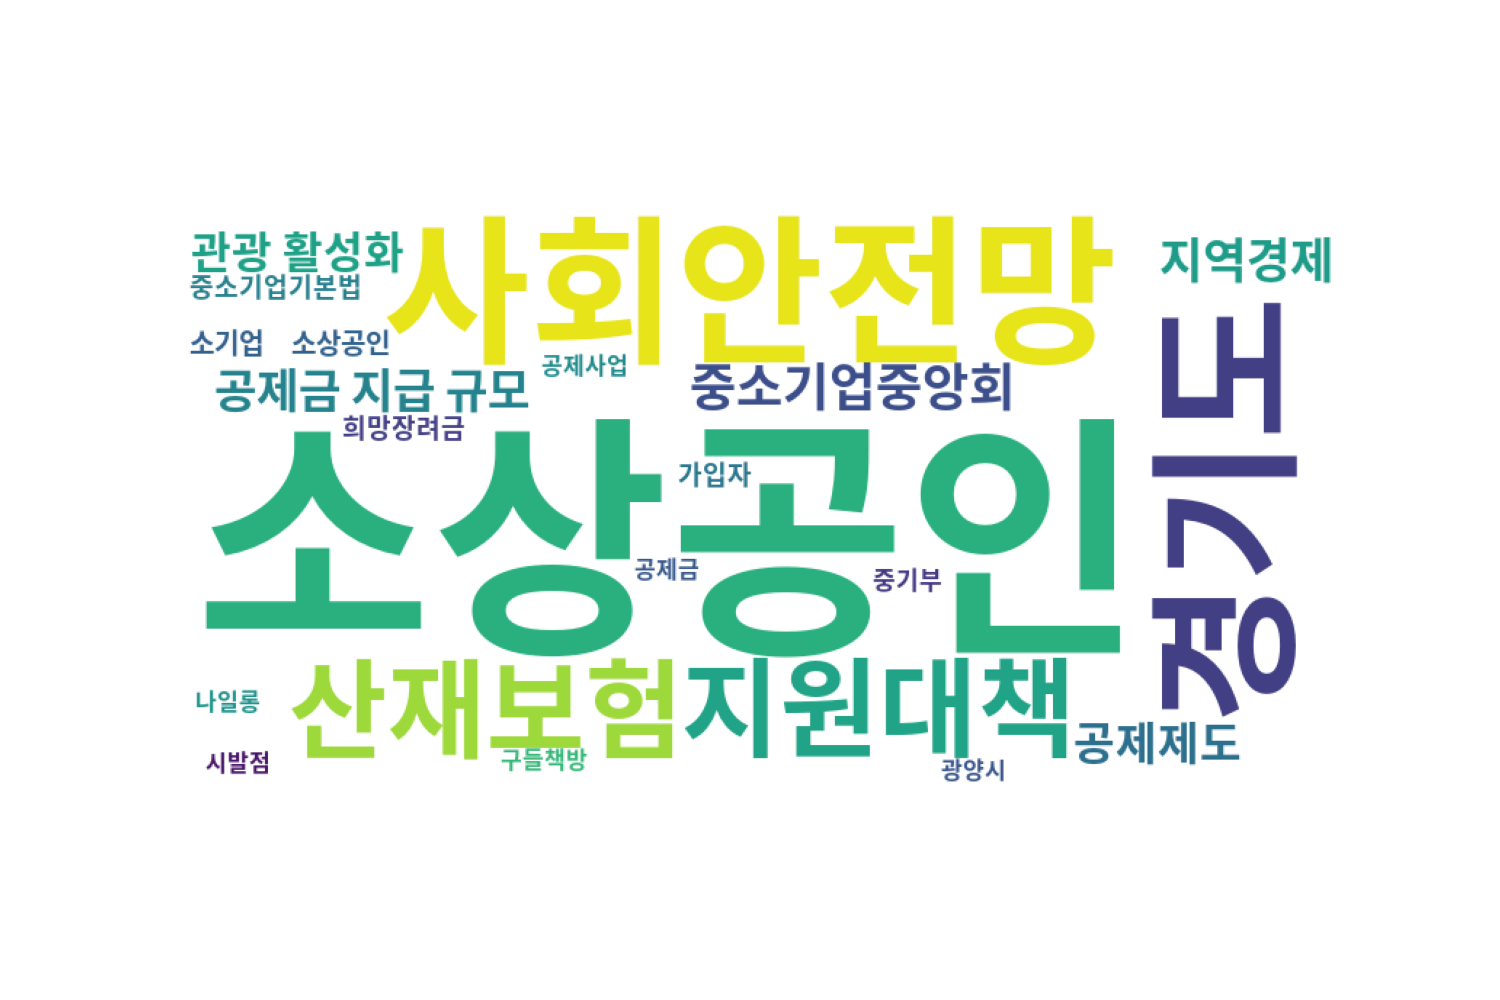 사회안전망
관광 활성화
지역경제
중소기업기본법
소기업 소상공인
공제사업
공제금 지급 규모
중소기업중앙회
희망장려금
경기도
소상공인
가입자
공제금
중기부
산재보험
지원대책
나일롱
공제제도
시발점
구들책방
광양시